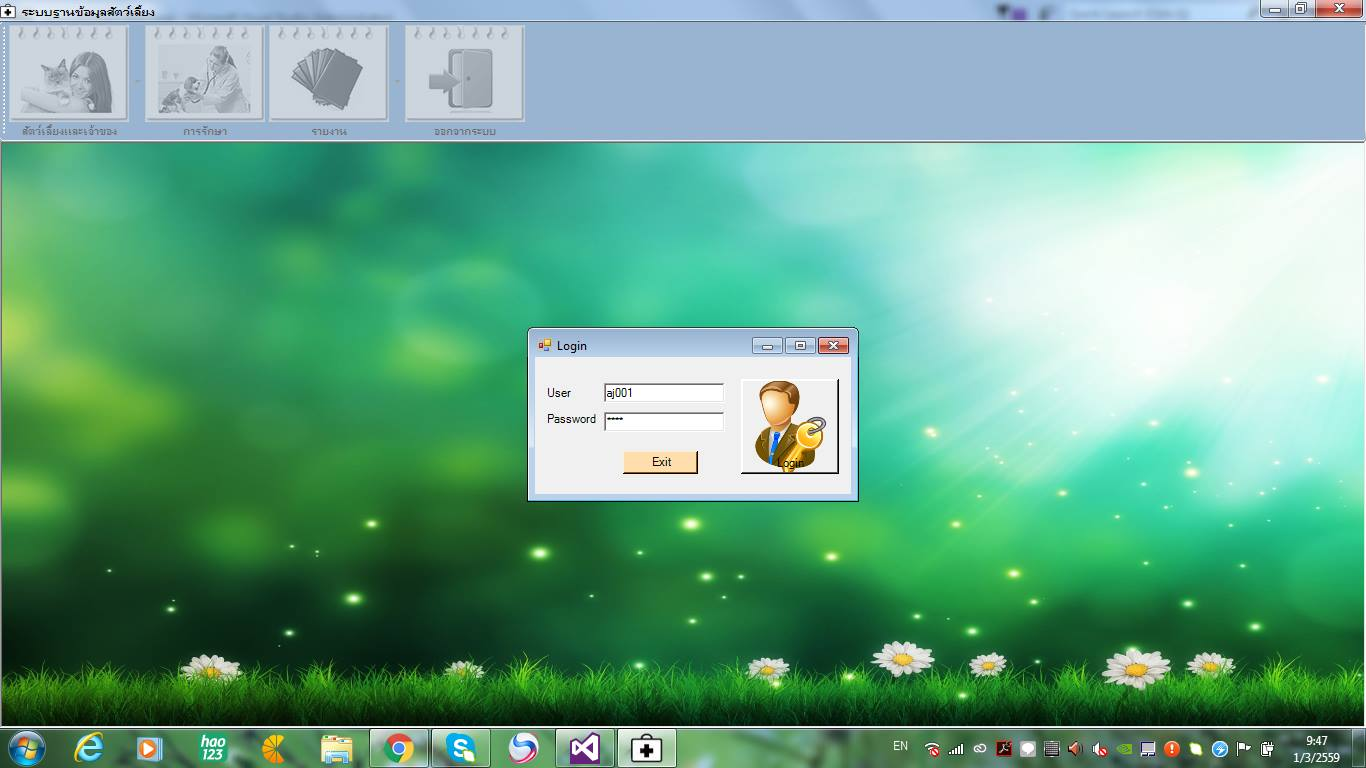 ระบบฐานข้อมูลสัตว์เลี้ยง
สัตว์เลี้ยงและเจ้าของ
การรักษา
รายงาน
ออกจากระบบ
Login
User
aj001
Password
****
Login
Exit
hao
123
EN
9:47
1/3/2559